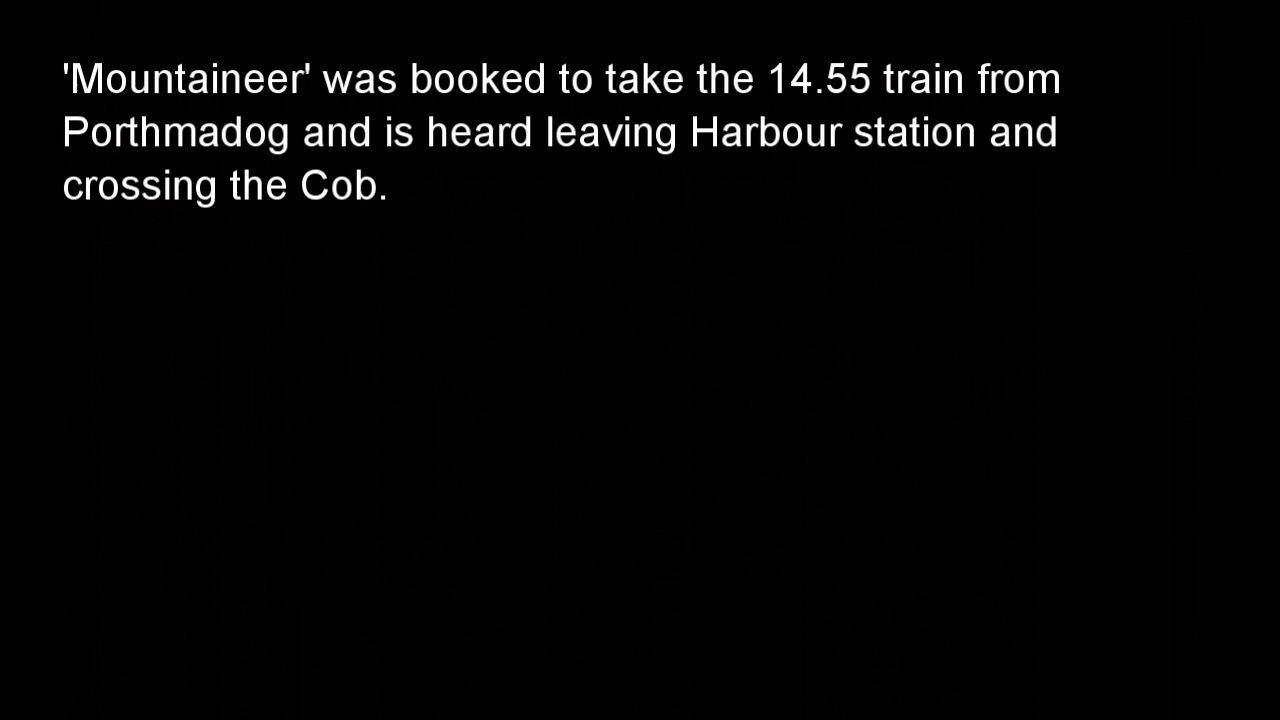 'Mountaineer' was booked to take the 14.55 train from
Porthmadog and is heard leaving Harbour station and
crossing the Cob.